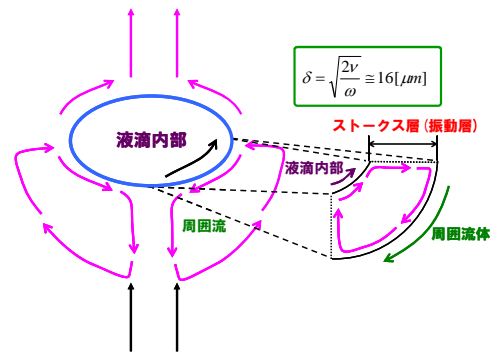 δ = √(2ν/ω) ≅ 16[μm]
ストークス層(振動層)
液滴内部
液滴内部
周囲流
周囲流体